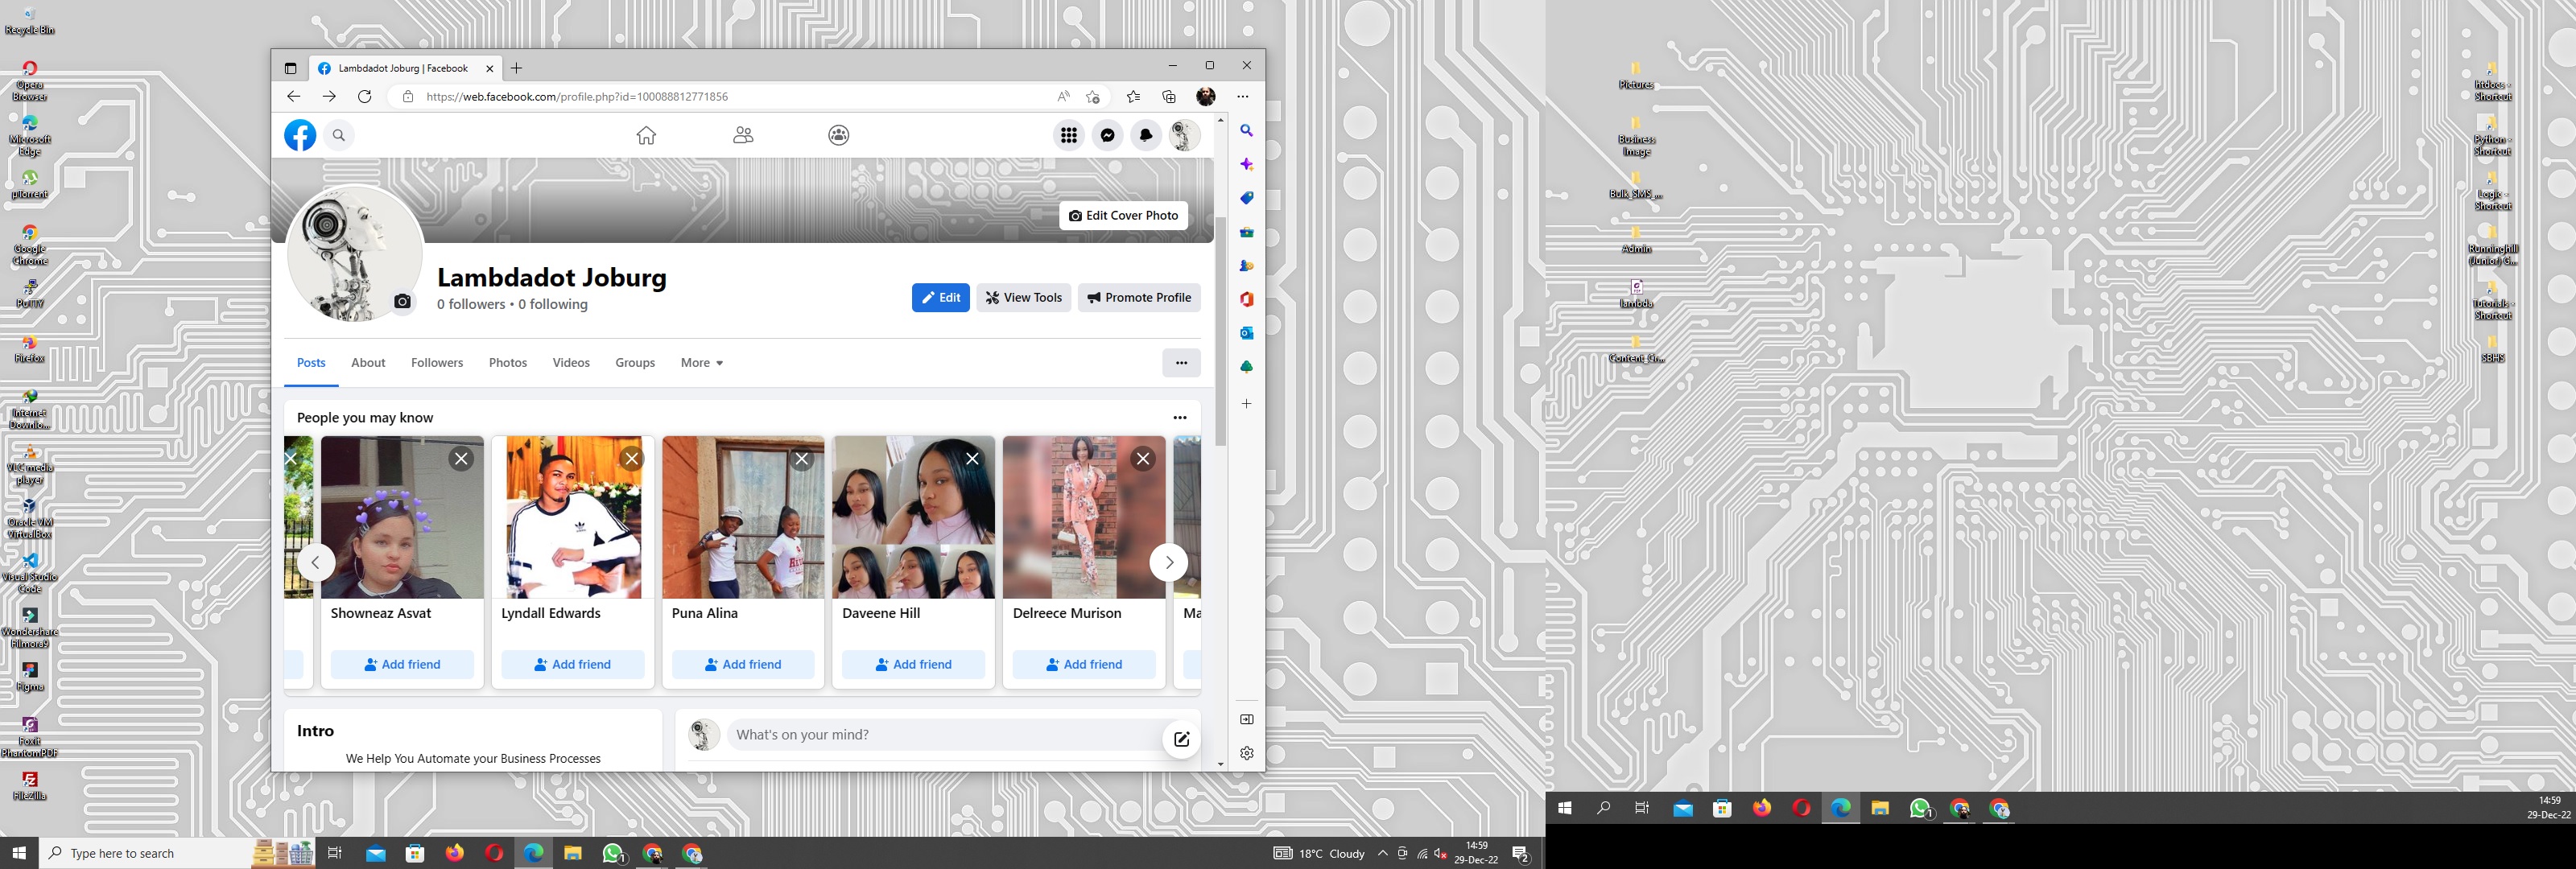 Recycle Bin
Opera
Browser
Microsoft
Edge
µTorrent
Google
Chrome
PuTTY
Firefox
Internet
Downlo...
VLC media
player
Oracle VM
VirtualBox
Visual Studio
Code
Wondershare
Filmora9
Figma
Foxit
PhantomPDF
FileZilla
Lambdadot Joburg | Facebook
https://web.facebook.com/profile.php?id=100088812771856
Edit Cover Photo
Lambdadot Joburg
0 followers • 0 following
Edit
View Tools
Promote Profile
Posts
About
Followers
Photos
Videos
Groups
More
People you may know
Showneaz Asvat
Lyndall Edwards
Puna Alina
Daveene Hill
Delreece Murison
Ma
Add friend
Add friend
Add friend
Add friend
Add friend
Intro
We Help You Automate your Business Processes
What's on your mind?
Type here to search
1
18°C Cloudy
14:59
29-Dec-22
2
Pictures
Business
Image
Bulk_SMS_...
Admin
lambda
htdocs -
Shortcut
Python -
Shortcut
Logic -
Shortcut
Runninghill
(Junior) G...
Tutorials -
Shortcut
SBHS
1
14:59
29-Dec-22